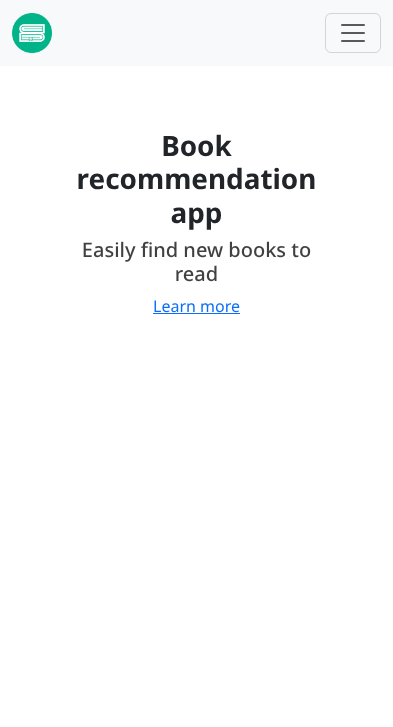 Book
recommendation
app
Easily find new books to
read
Learn more